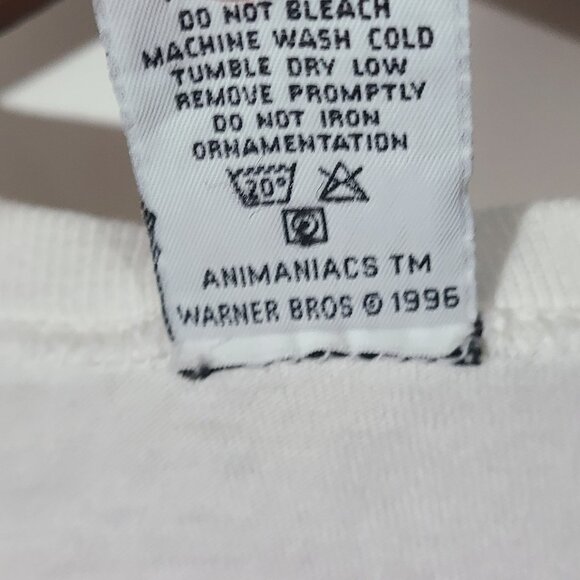 DO NOT BLEACH
MACHINE WASH COLD
TUMBLE DRY LOW
REMOVE PROMPTLY
DO NOT IRON
ORNAMENTATION
20°
ANIMANIACS TM
WARNER BROS © 1996